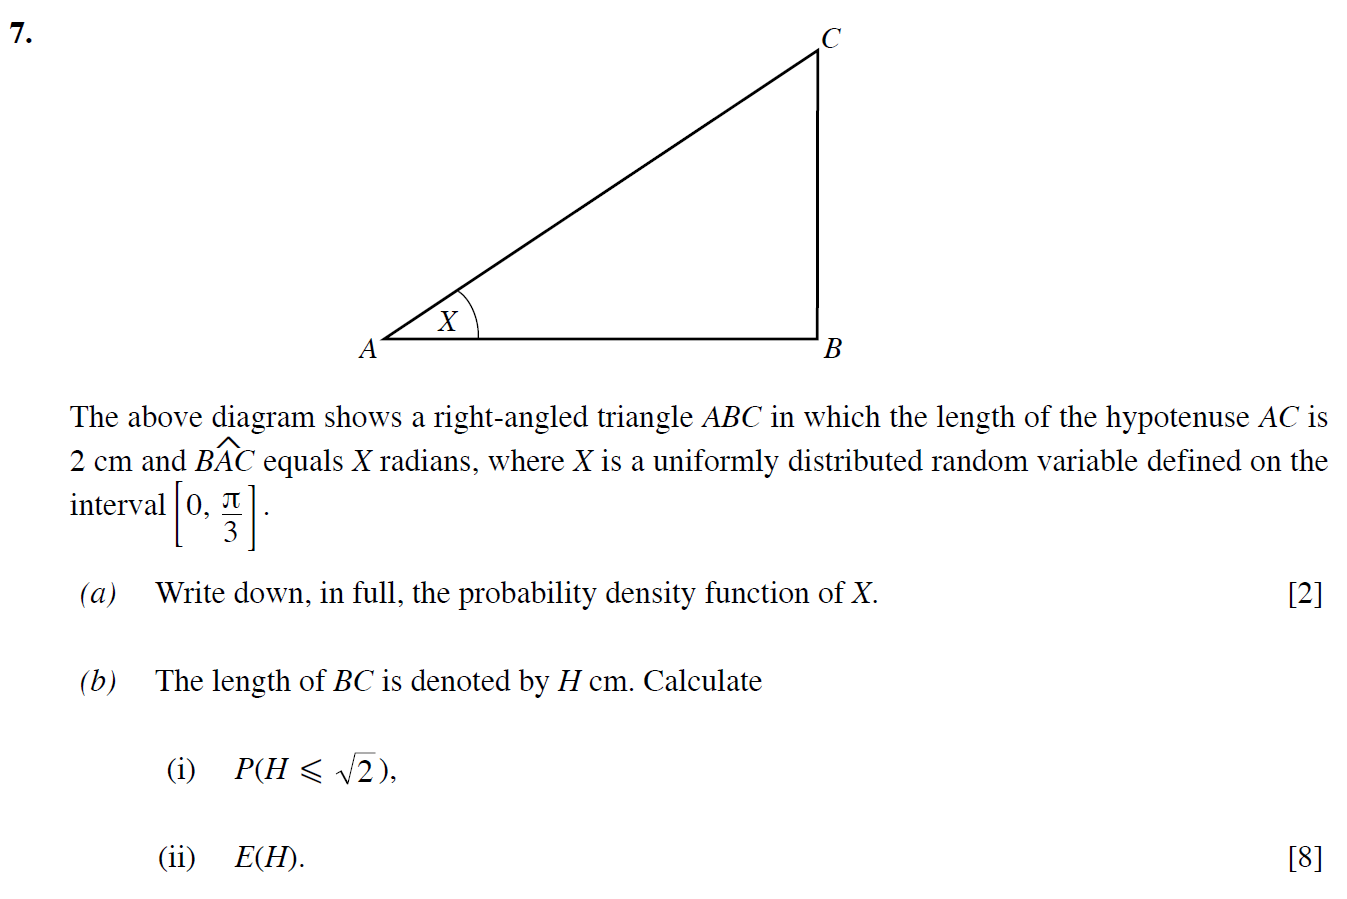 7.
C
X
A
B
The above diagram shows a right-angled triangle ABC in which the length of the hypotenuse AC is
2 cm and BÂC equals X radians, where X is a uniformly distributed random variable defined on the
interval [0, π/3].
(a) Write down, in full, the probability density function of X. [2]
(b) The length of BC is denoted by H cm. Calculate
(i) P(H ⩽ √2),
(ii) E(H). [8]